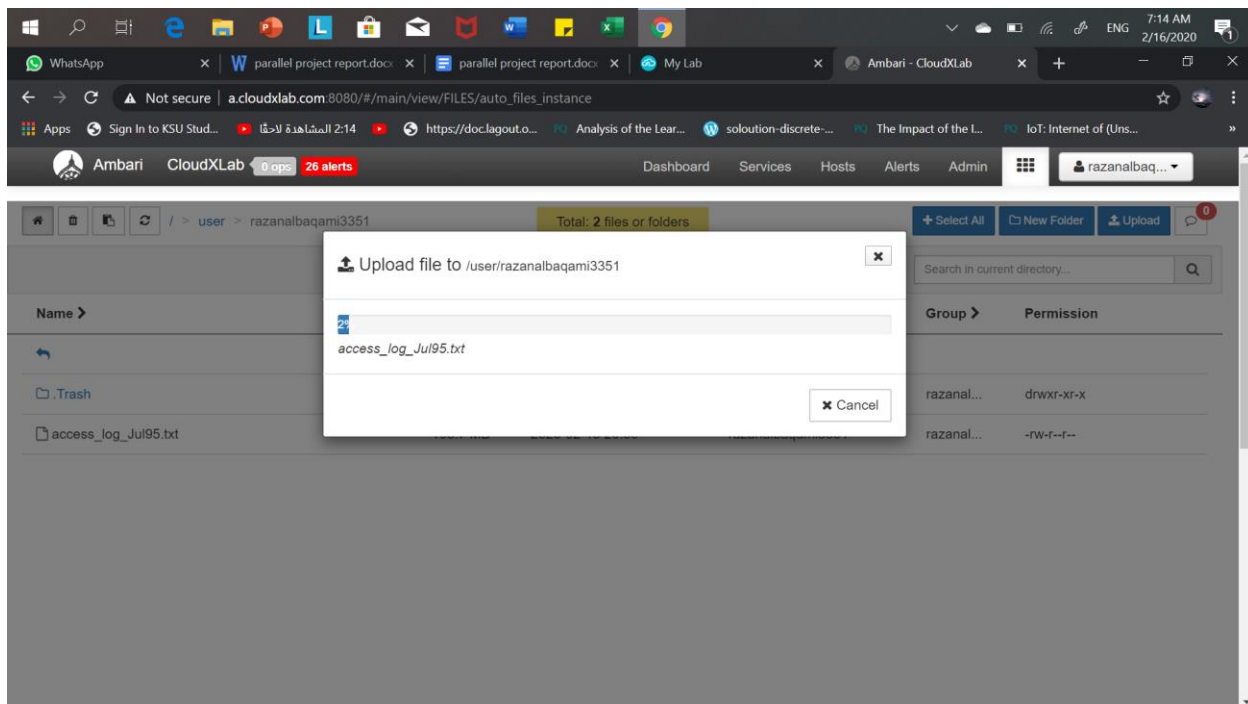 ENG
7:14 AM
2/16/2020
1
WhatsApp
parallel project report.docx
parallel project report.docx
My Lab
Ambari - CloudXLab
Not secure | a.cloudxlab.com:8080/#/main/view/FILES/auto_files_instance
Apps
Sign In to KSU Stud...
2:14 المشاهدة لاحقًا
https://doc.lagout.o...
PQ Analysis of the Lear...
soloution-discrete-...
PQ The Impact of the I...
PQ IoT: Internet of (Uns...
»
Ambari CloudXLab 0 ops 26 alerts
Dashboard Services Hosts Alerts Admin
razanalbaq...
/ > user > razanalbaqami3351
Total: 2 files or folders
+ Select All
New Folder
Upload
0
Upload file to /user/razanalbaqami3351
Search in current directory...
Name >
Group >
Permission
2%
access_log_Jul95.txt
Cancel
.Trash
razanal...
drwxr-xr-x
access_log_Jul95.txt
razanal...
-rw-r--r--